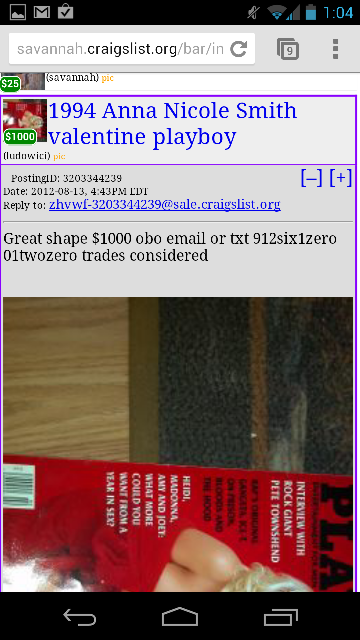 1:04
savannah.craigslist.org/bar/in
9
$25
(savannah) pic
$1000
1994 Anna Nicole Smith
valentine playboy
(ludowici) pic
PostingID: 3203344239
[–] [+]
Date: 2012-08-13, 4:43PM EDT
Reply to: zhvwf-3203344239@sale.craigslist.org
Great shape $1000 obo email or txt 912six1zero
01twozero trades considered
PLA
INTERVIEW WITH
ROCK GIANT
PETE TOWNSHEND
RAP'S ORIGINAL
GANGSTA, ICE-T,
ON PRISON,
BLOODS AND
THE HOOD
HEIDI,
MADONNA,
AMY AND JOEY:
WHAT MORE
COULD YOU
WANT FROM A
YEAR IN SEX?